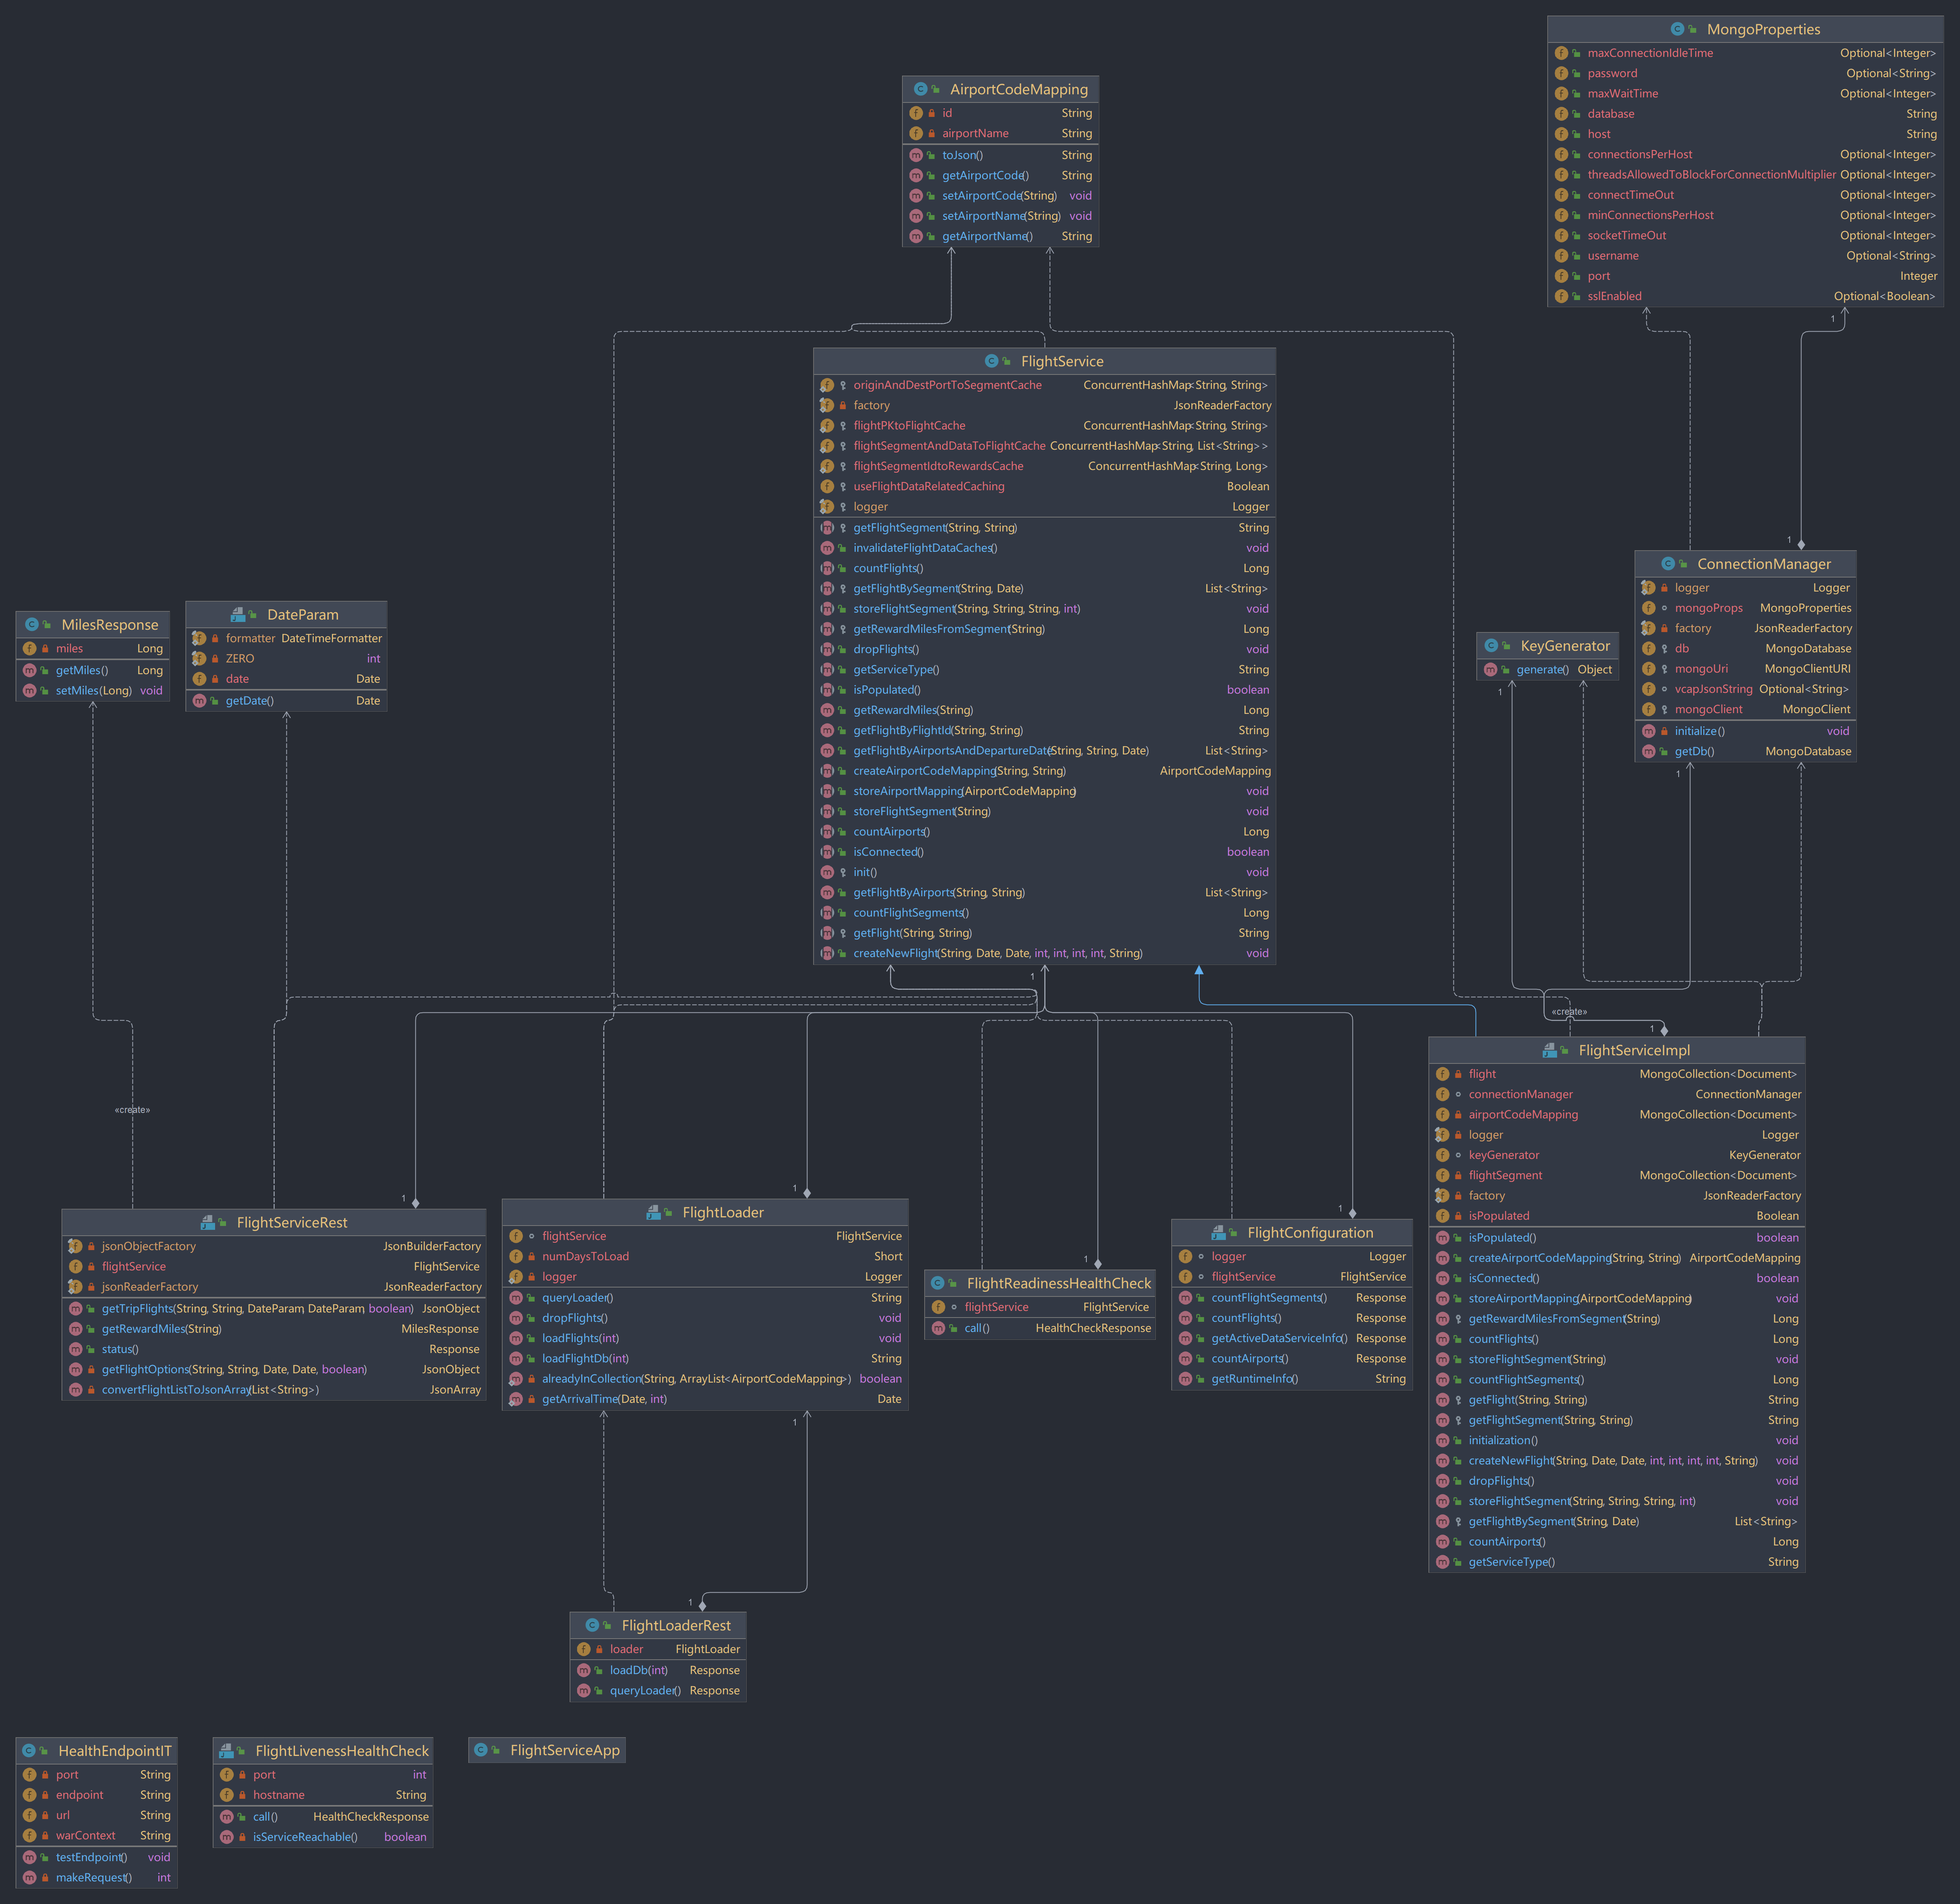 MongoProperties
maxConnectionIdleTime Optional<Integer>
password Optional<String>
maxWaitTime Optional<Integer>
database String
host String
connectionsPerHost Optional<Integer>
threadsAllowedToBlockForConnectionMultiplier Optional<Integer>
connectTimeOut Optional<Integer>
minConnectionsPerHost Optional<Integer>
socketTimeOut Optional<Integer>
username Optional<String>
port Integer
sslEnabled Optional<Boolean>
1
AirportCodeMapping
id String
airportName String
toJson() String
getAirportCode() String
setAirportCode(String) void
setAirportName(String) void
getAirportName() String
FlightService
originAndDestPortToSegmentCache ConcurrentHashMap<String, String>
factory JsonReaderFactory
flightPKtoFlightCache ConcurrentHashMap<String, String>
flightSegmentAndDataToFlightCache ConcurrentHashMap<String, List<String>>
flightSegmentIdtoRewardsCache ConcurrentHashMap<String, Long>
useFlightDataRelatedCaching Boolean
logger Logger
getFlightSegment(String, String) String
invalidateFlightDataCaches() void
countFlights() Long
getFlightBySegment(String, Date) List<String>
storeFlightSegment(String, String, String, int) void
getRewardMilesFromSegment(String) Long
dropFlights() void
getServiceType() String
isPopulated() boolean
getRewardMiles(String) Long
getFlightByFlightId(String, String) String
getFlightByAirportsAndDepartureDate(String, String, Date) List<String>
createAirportCodeMapping(String, String) AirportCodeMapping
storeAirportMapping(AirportCodeMapping) void
storeFlightSegment(String) void
countAirports() Long
isConnected() boolean
init() void
getFlightByAirports(String, String) List<String>
countFlightSegments() Long
getFlight(String, String) String
createNewFlight(String, Date, Date, int, int, int, int, String) void
1
1
ConnectionManager
logger Logger
mongoProps MongoProperties
factory JsonReaderFactory
db MongoDatabase
mongoUri MongoClientURI
vcapJsonString Optional<String>
mongoClient MongoClient
initialize() void
getDb() MongoDatabase
1
MilesResponse
miles Long
getMiles() Long
setMiles(Long) void
DateParam
formatter DateTimeFormatter
ZERO int
date Date
getDate() Date
KeyGenerator
generate() Object
1
«create»
1
FlightServiceImpl
flight MongoCollection<Document>
connectionManager ConnectionManager
airportCodeMapping MongoCollection<Document>
logger Logger
keyGenerator KeyGenerator
flightSegment MongoCollection<Document>
factory JsonReaderFactory
isPopulated Boolean
isPopulated() boolean
createAirportCodeMapping(String, String) AirportCodeMapping
isConnected() boolean
storeAirportMapping(AirportCodeMapping) void
getRewardMilesFromSegment(String) Long
countFlights() Long
storeFlightSegment(String) void
countFlightSegments() Long
getFlight(String, String) String
getFlightSegment(String, String) String
initialization() void
createNewFlight(String, Date, Date, int, int, int, int, String) void
dropFlights() void
storeFlightSegment(String, String, String, int) void
getFlightBySegment(String, Date) List<String>
countAirports() Long
getServiceType() String
«create»
1
FlightServiceRest
jsonObjectFactory JsonBuilderFactory
flightService FlightService
jsonReaderFactory JsonReaderFactory
getTripFlights(String, String, DateParam, DateParam, boolean) JsonObject
getRewardMiles(String) MilesResponse
status() Response
getFlightOptions(String, String, Date, Date, boolean) JsonObject
convertFlightListToJsonArray(List<String>) JsonArray
1
FlightLoader
flightService FlightService
numDaysToLoad Short
logger Logger
queryLoader() String
dropFlights() void
loadFlights(int) void
loadFlightDb(int) String
alreadyInCollection(String, ArrayList<AirportCodeMapping>) boolean
getArrivalTime(Date, int) Date
1
1
FlightReadinessHealthCheck
flightService FlightService
call() HealthCheckResponse
1
FlightConfiguration
logger Logger
flightService FlightService
countFlightSegments() Response
countFlights() Response
getActiveDataServiceInfo() Response
countAirports() Response
getRuntimeInfo() String
1
FlightLoaderRest
loader FlightLoader
loadDb(int) Response
queryLoader() Response
HealthEndpointIT
port String
endpoint String
url String
warContext String
testEndpoint() void
makeRequest() int
FlightLivenessHealthCheck
port int
hostname String
call() HealthCheckResponse
isServiceReachable() boolean
FlightServiceApp